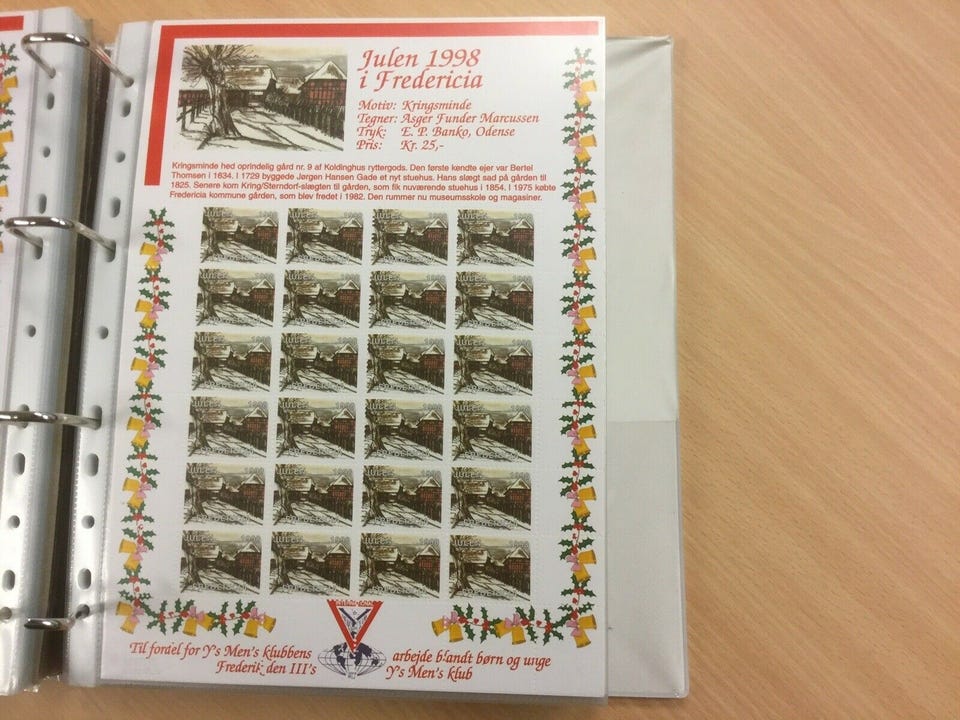 Julen 1998
i Fredericia
Motiv: Kringsminde
Tegner: Asger Funder Marcussen
Tryk: E. P. Banko, Odense
Pris: Kr. 25,-
Kringsminde hed oprindelig gård nr. 9 af Koldinghus ryttergods. Den første kendte ejer var Bertel
Thomsen i 1634. I 1729 byggede Jørgen Hansen Gade et nyt stuehus. Hans slægt sad på gården til
1825. Senere kom Kring/Sterndorf-slægten til gården, som fik nuværende stuehus i 1854. I 1975 købte
Fredericia kommune gården, som blev fredet i 1982. Den rummer nu museumsskole og magasiner.
Til fordel for Y's Men's klubbens
Frederik den III's
arbejde blandt børn og unge
Y's Men's klub